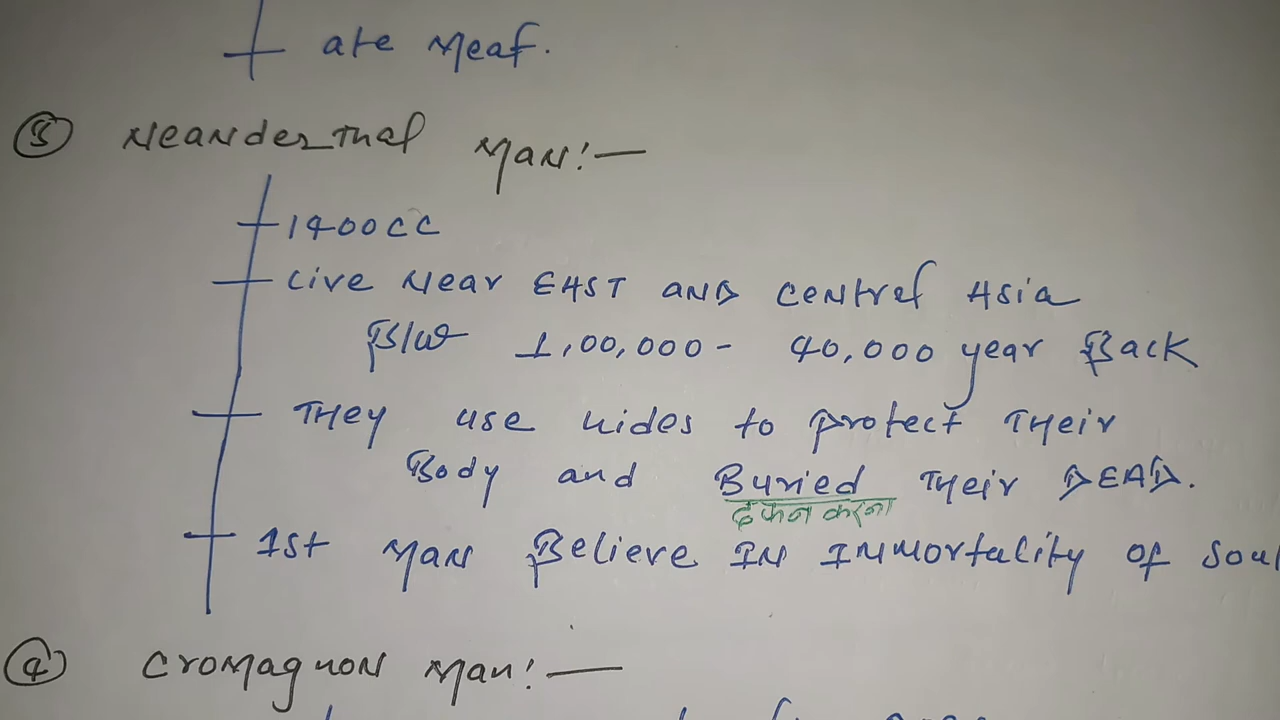 ate Meat.
③ Neanderthal Man:—
1400CC
Live Near EAST AND Central Asia
B/W 1,00,000 - 40,000 year Back
THey use hides to protect THeir
Body and Buried THeir DEAD.
दफन करना
1st Man Believe IN IMMortality of Soul
④ Cromagnon Man:—